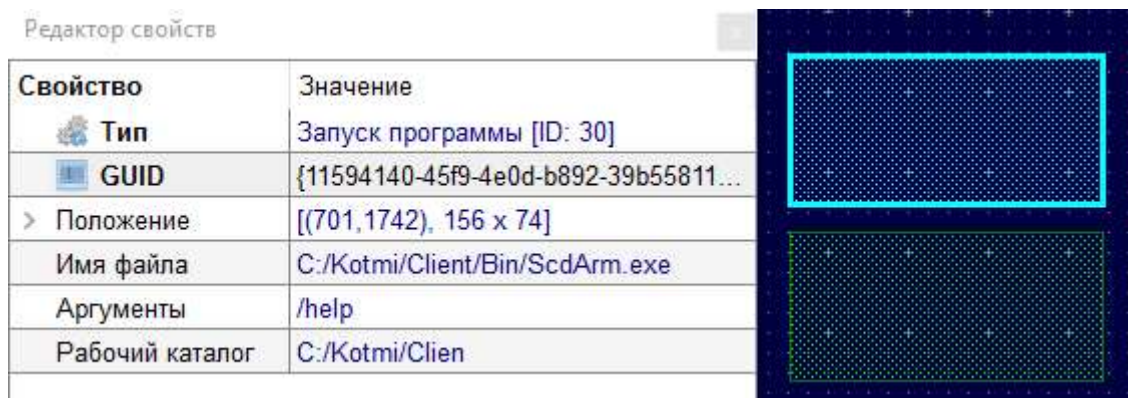 Редактор свойств
Свойство Значение
Тип Запуск программы [ID: 30]
GUID {11594140-45f9-4e0d-b892-39b55811...
Положение [(701,1742), 156 x 74]
Имя файла C:/Kotmi/Client/Bin/ScdArm.exe
Аргументы /help
Рабочий каталог C:/Kotmi/Clien